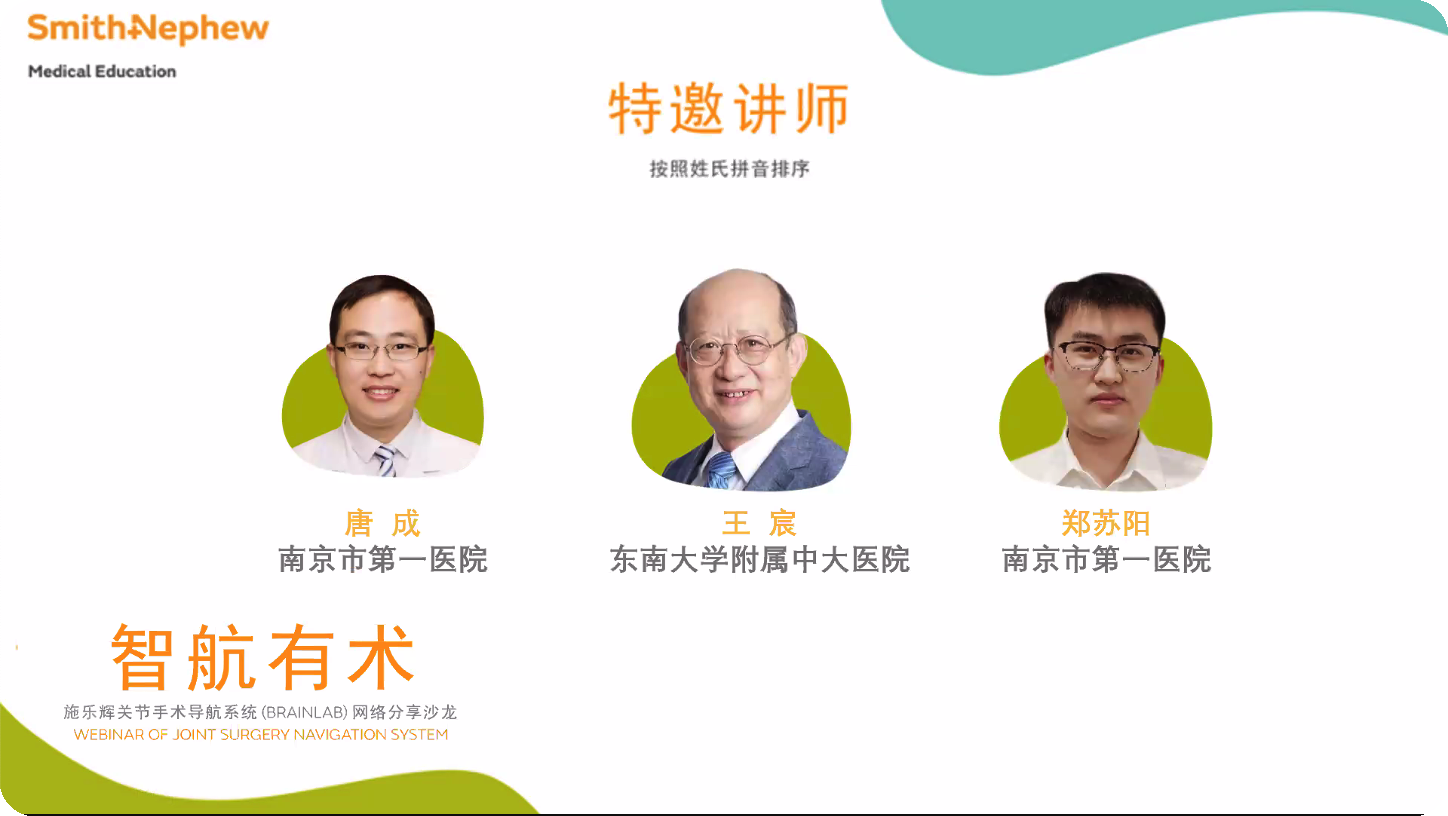 Smith+Nephew
Medical Education
特邀讲师
按照姓氏拼音排序
唐 成
南京市第一医院
王 宸
东南大学附属中大医院
郑苏阳
南京市第一医院
智航有术
施乐辉关节手术导航系统(BRAINLAB)网络分享沙龙
WEBINAR OF JOINT SURGERY NAVIGATION SYSTEM